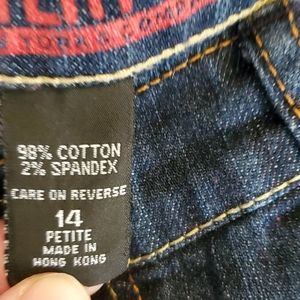 98% COTTON
2% SPANDEX
CARE ON REVERSE
14
PETITE
MADE IN
HONG KONG